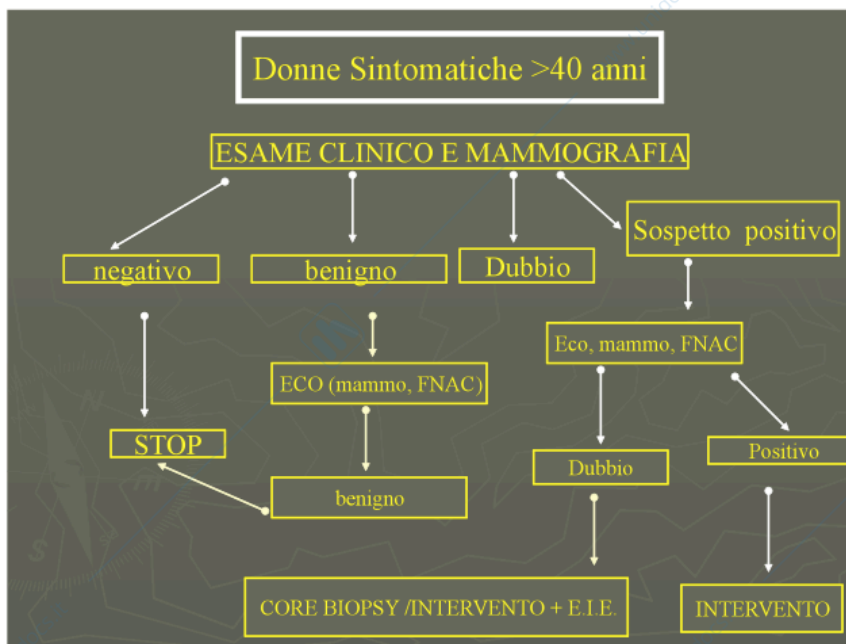 Donne Sintomatiche >40 anni
ESAME CLINICO E MAMMOGRAFIA
negativo
benigno
Dubbio
Sospetto positivo
ECO (mammo, FNAC)
Eco, mammo, FNAC
STOP
benigno
Dubbio
Positivo
CORE BIOPSY /INTERVENTO + E.I.E.
INTERVENTO